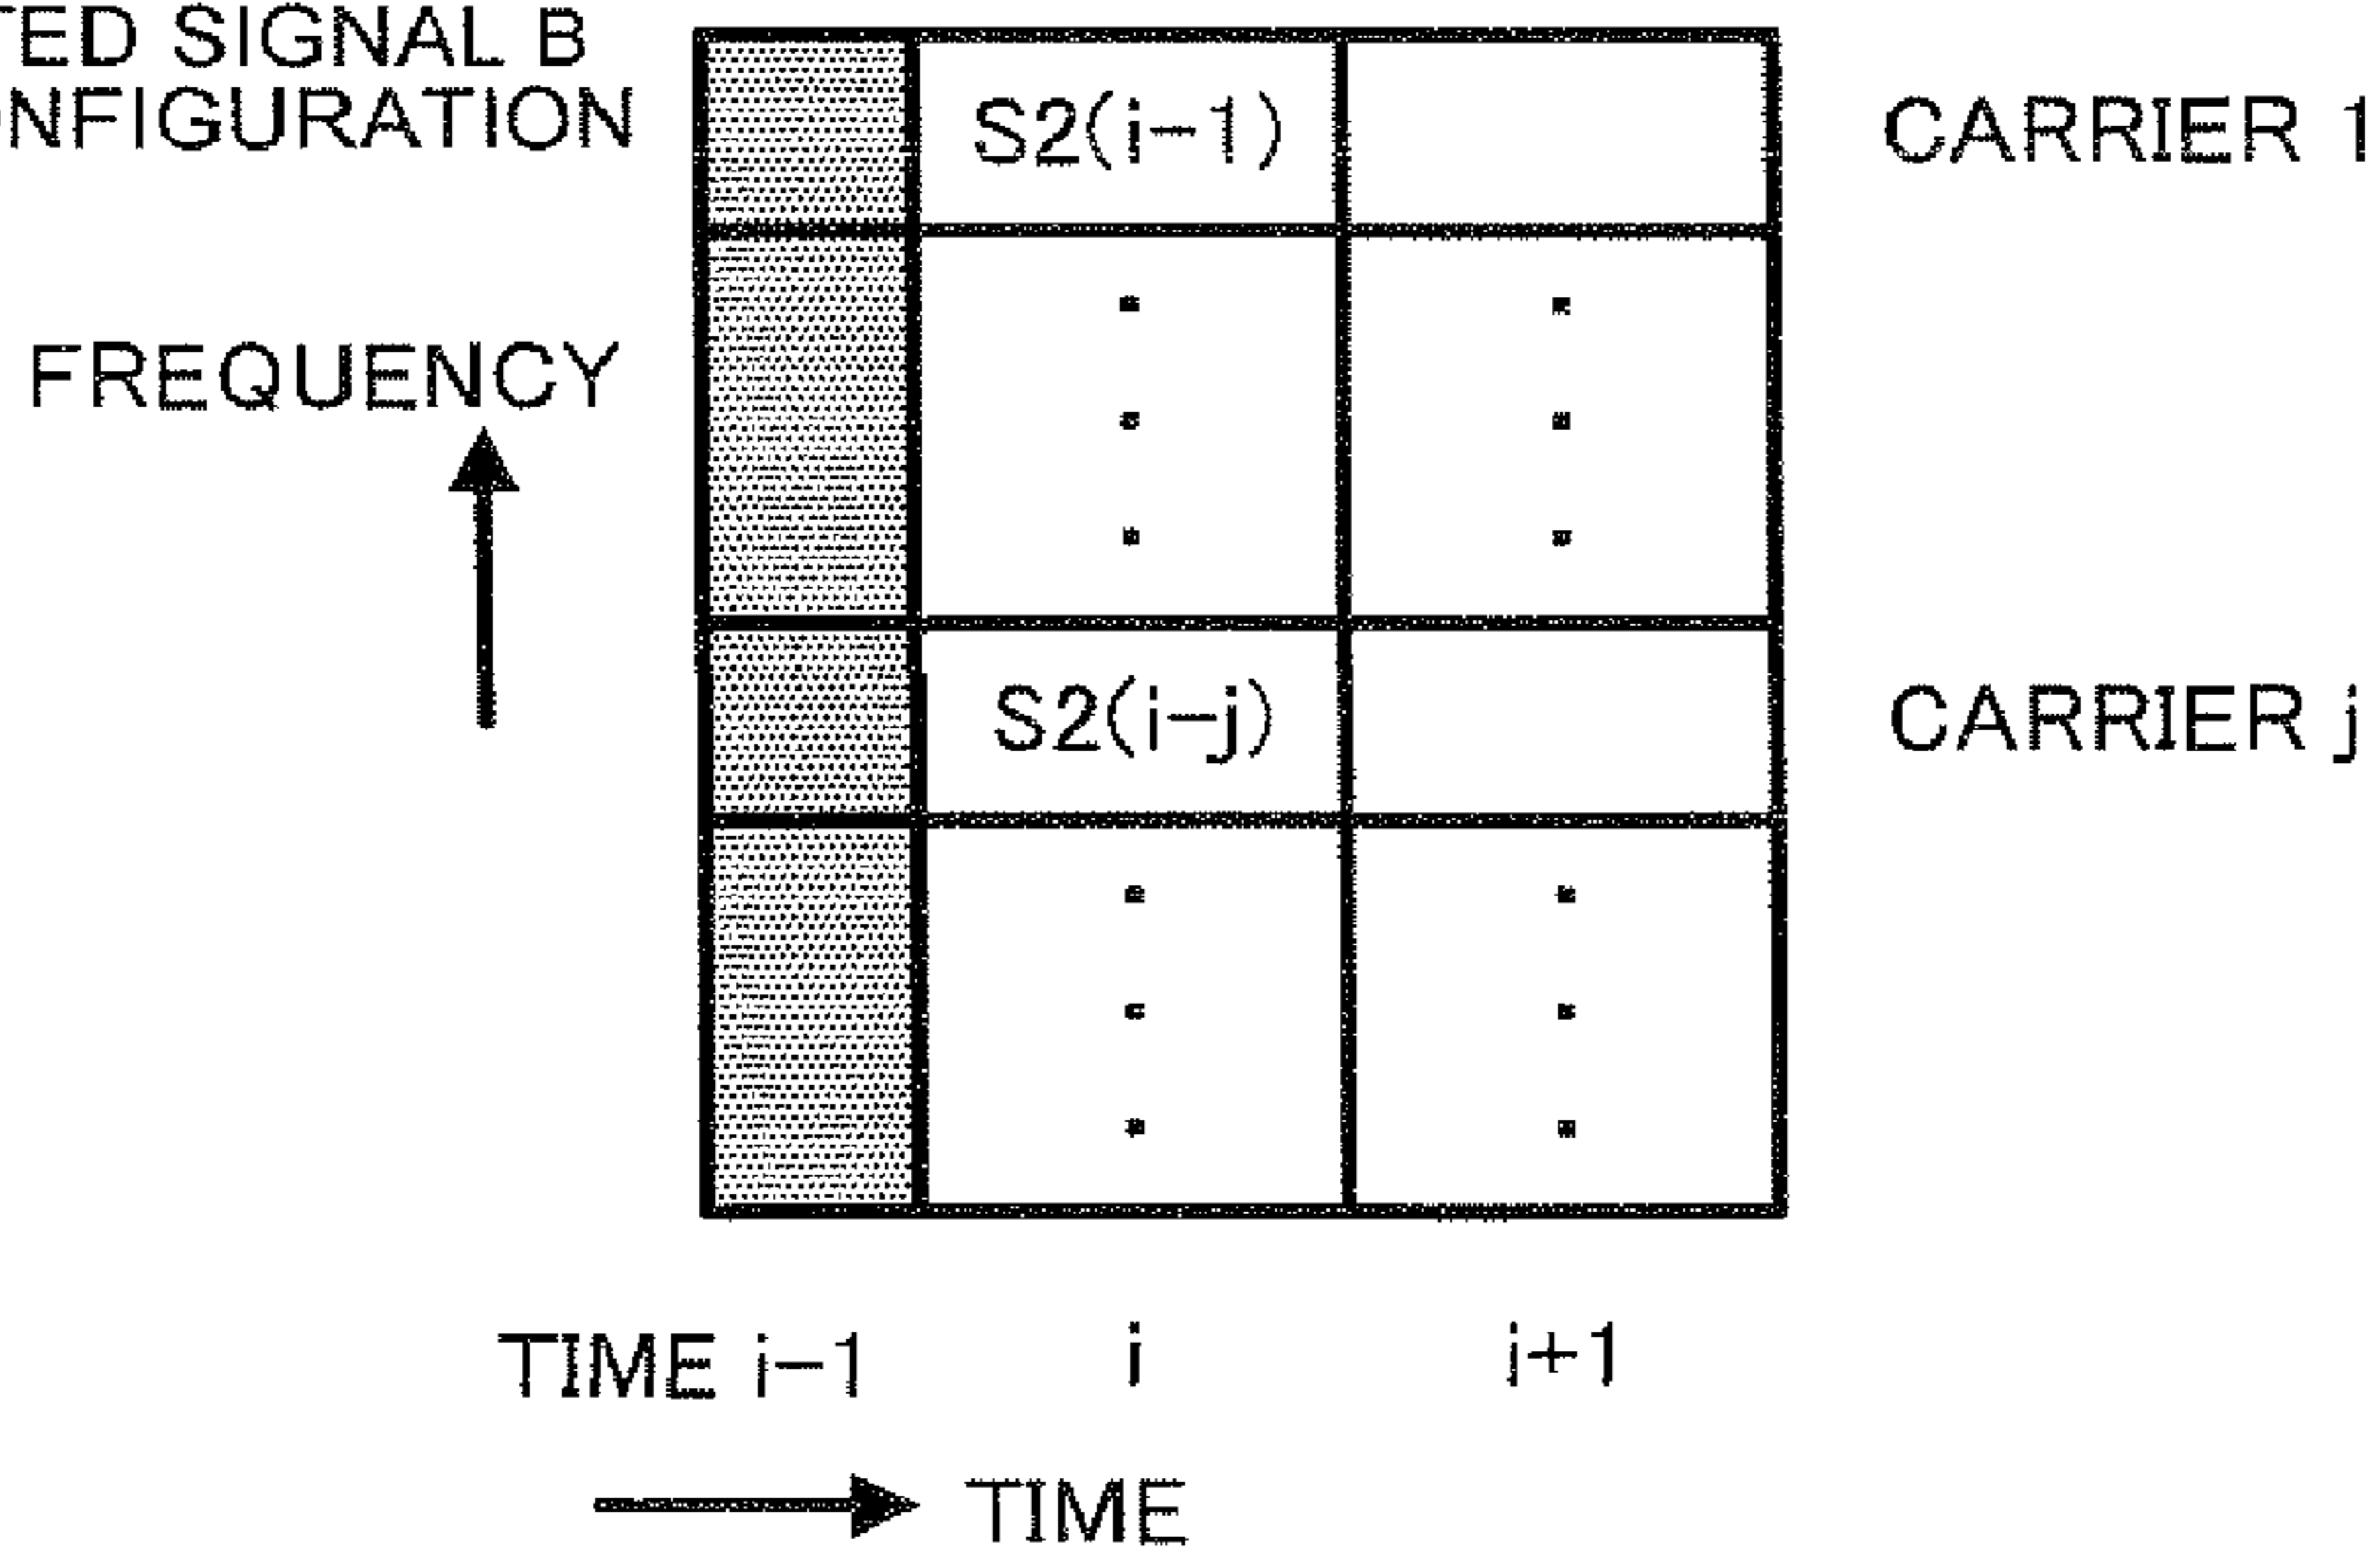 TED SIGNAL B
NFIGURATION
S2(i-1)
CARRIER 1
FREQUENCY
S2(i-j)
CARRIER j
TIME i-1
i
i+1
TIME